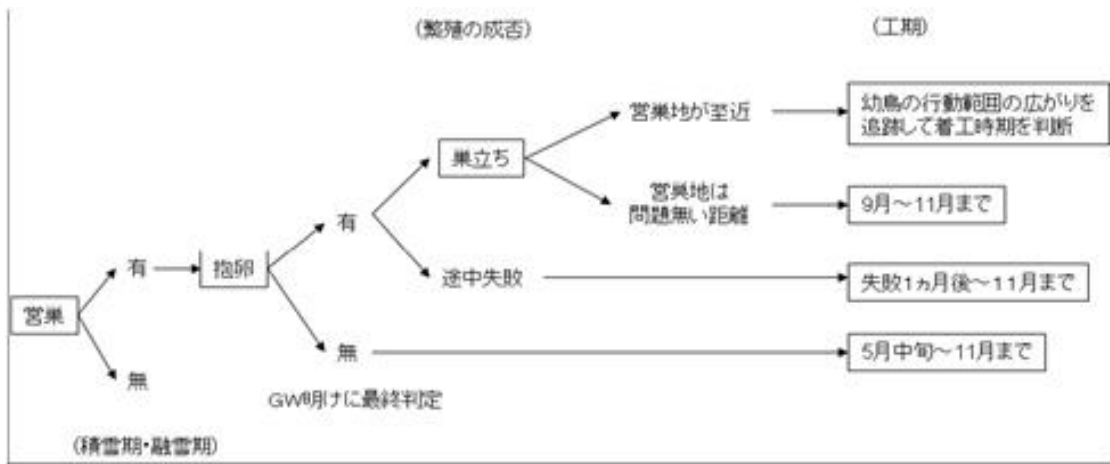 (繁殖の成否)
(工期)
営巣地が至近
幼鳥の行動範囲の広がりを
追跡して着工時期を判断
巣立ち
営巣地は
問題無い距離
9月～11月まで
有
有
抱卵
途中失敗
失敗1ヵ月後～11月まで
営巣
無
5月中旬～11月まで
無
GW明けに最終判定
(積雪期・融雪期)